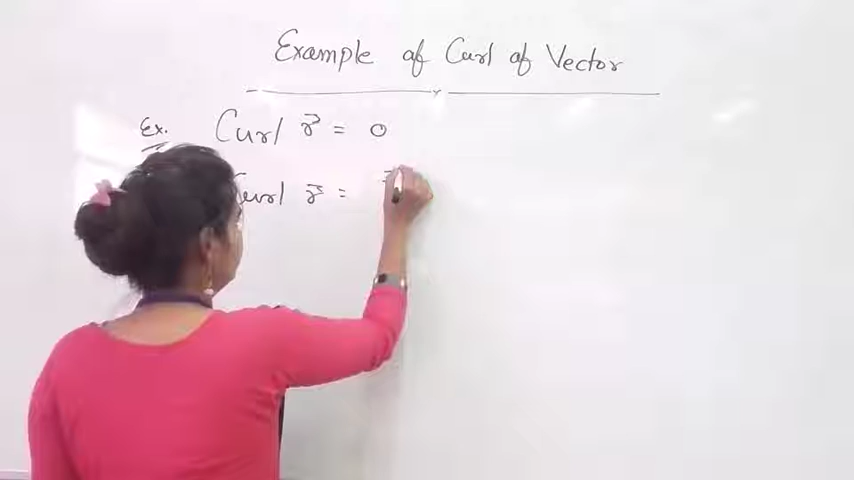 Example of Curl of Vector
Ex. Curl r⃗ = 0
Curl r⃗ =